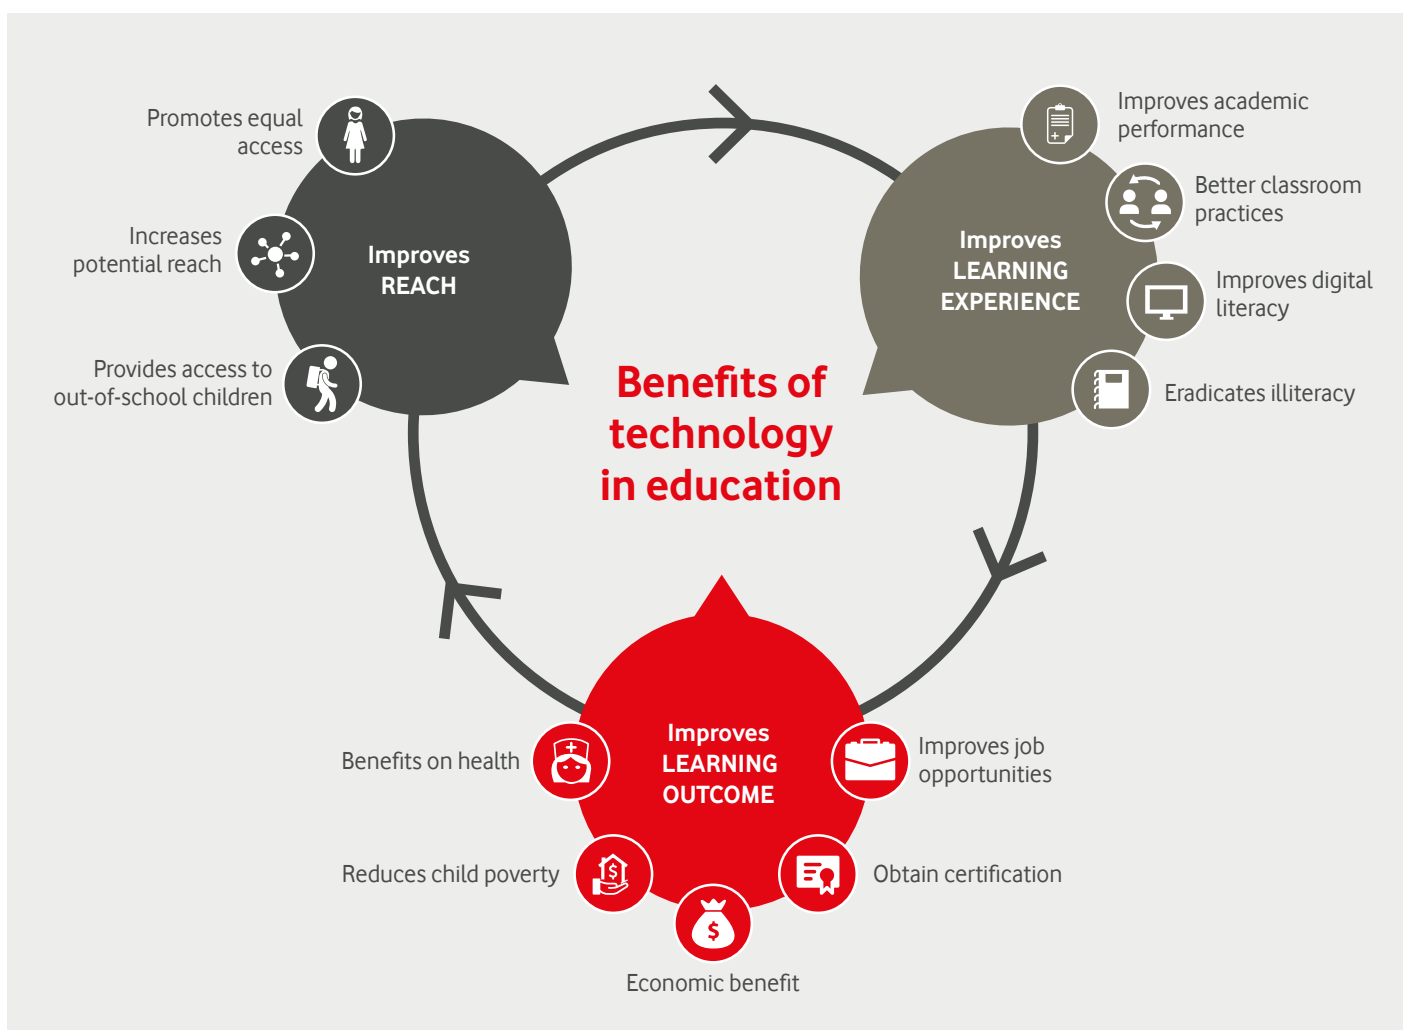 Promotes equal
access
Increases
potential reach
Provides access to
out-of-school children
Improves
REACH
Improves academic
performance
Better classroom
practices
Improves digital
literacy
Eradicates illiteracy
Improves
LEARNING
EXPERIENCE
Benefits of
technology
in education
Improves
LEARNING
OUTCOME
Benefits on health
Reduces child poverty
Economic benefit
Obtain certification
Improves job
opportunities